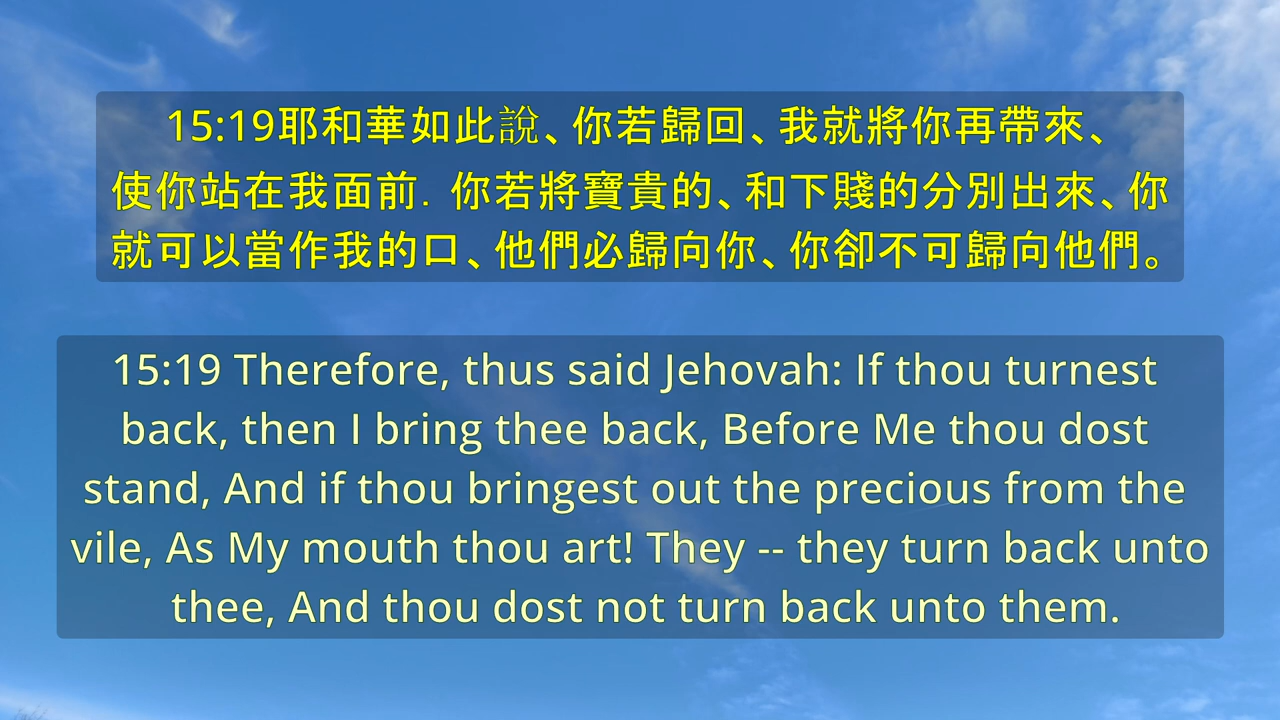 15:19耶和華如此說、你若歸回、我就將你再帶來、
使你站在我面前．你若將寶貴的、和下賤的分別出來、你
就可以當作我的口、他們必歸向你、你卻不可歸向他們。
15:19 Therefore, thus said Jehovah: If thou turnest
back, then I bring thee back, Before Me thou dost
stand, And if thou bringest out the precious from the
vile, As My mouth thou art! They -- they turn back unto
thee, And thou dost not turn back unto them.